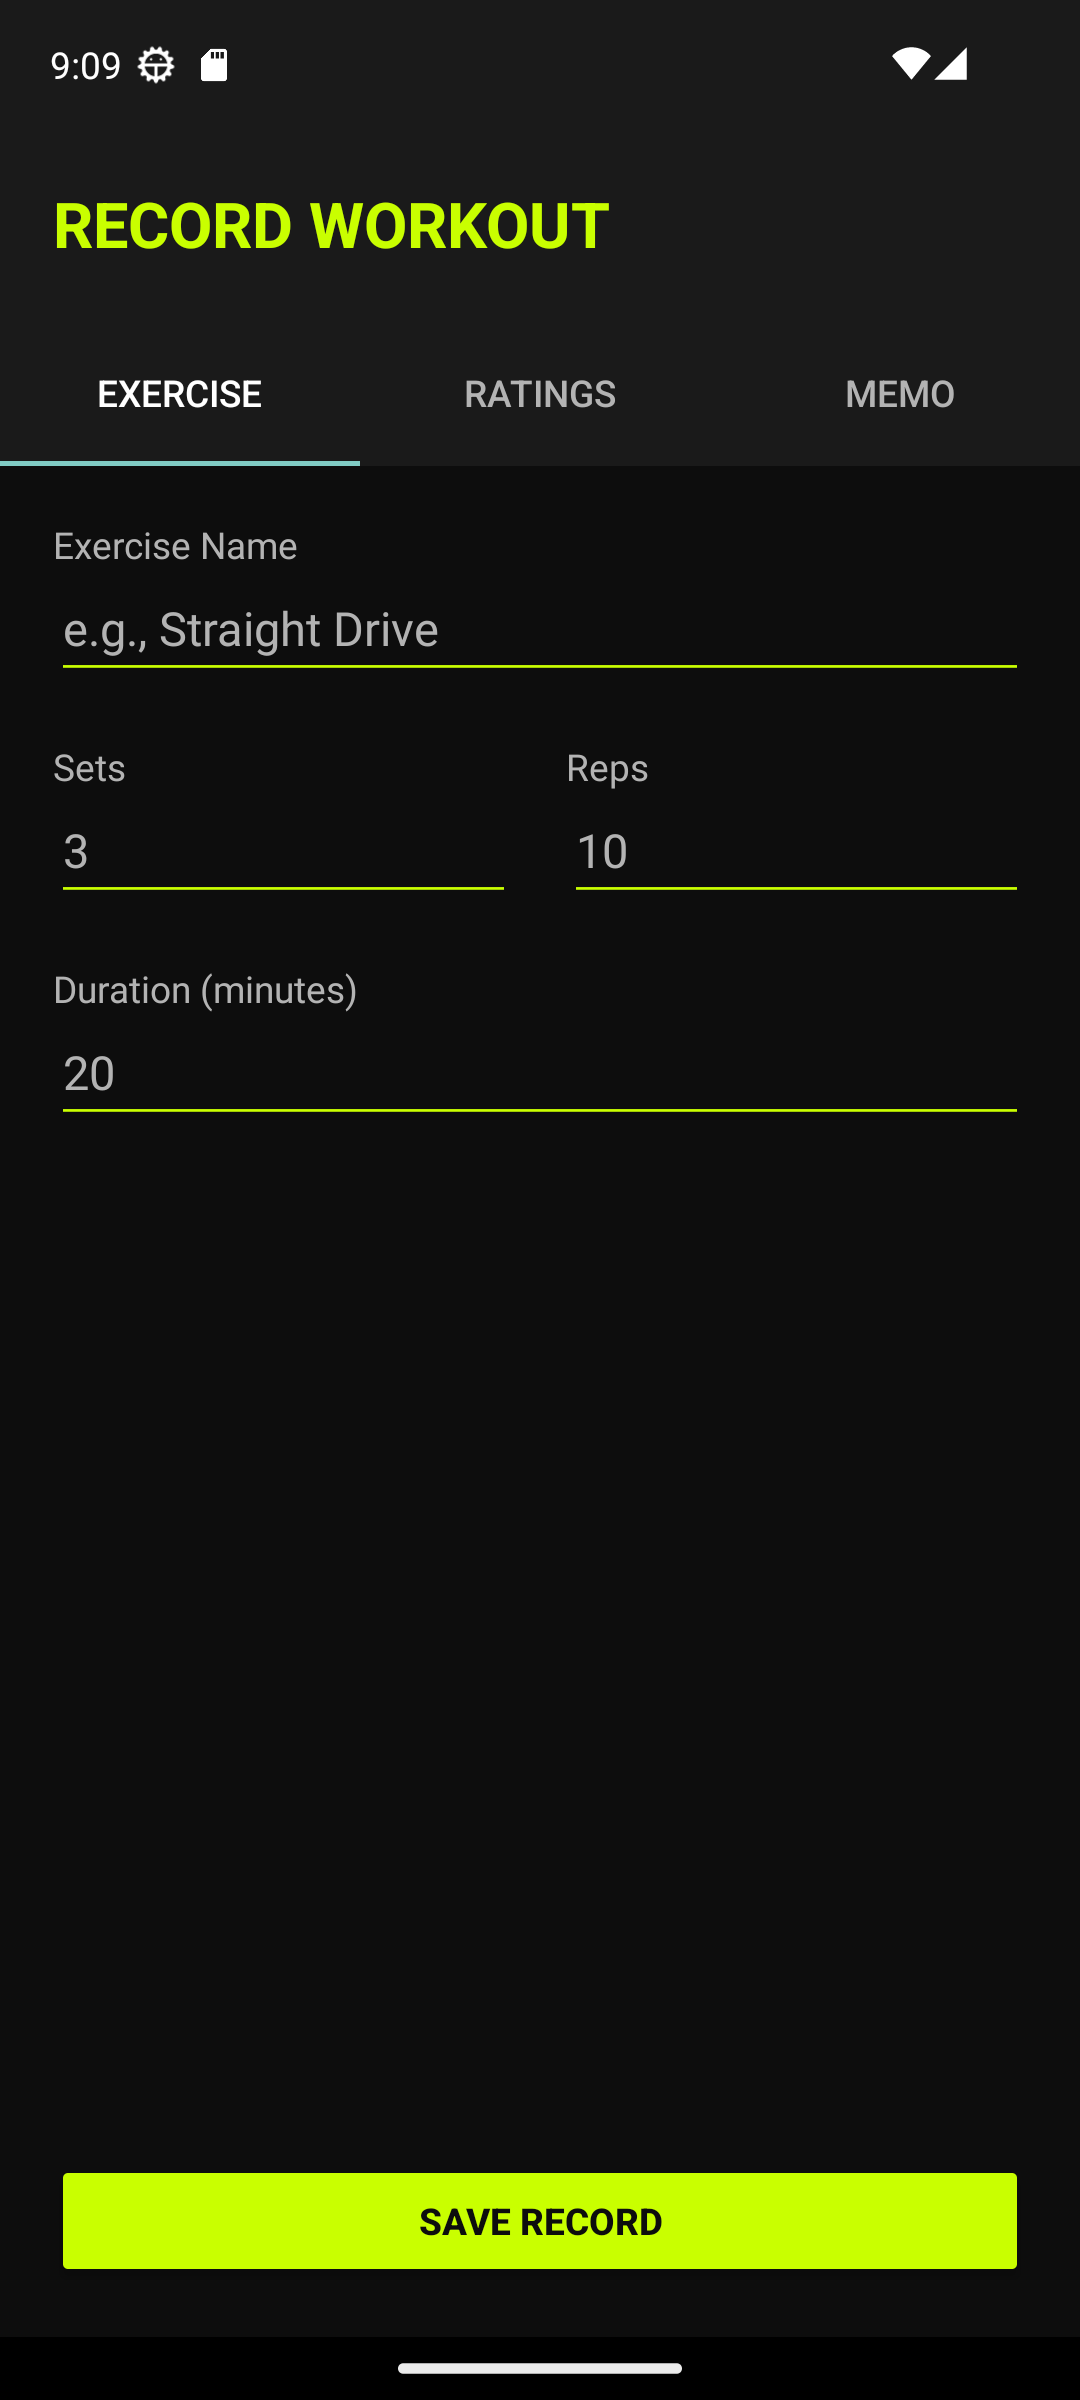 9:09
RECORD WORKOUT
EXERCISE RATINGS MEMO
Exercise Name
e.g., Straight Drive
Sets Reps
3 10
Duration (minutes)
20
SAVE RECORD